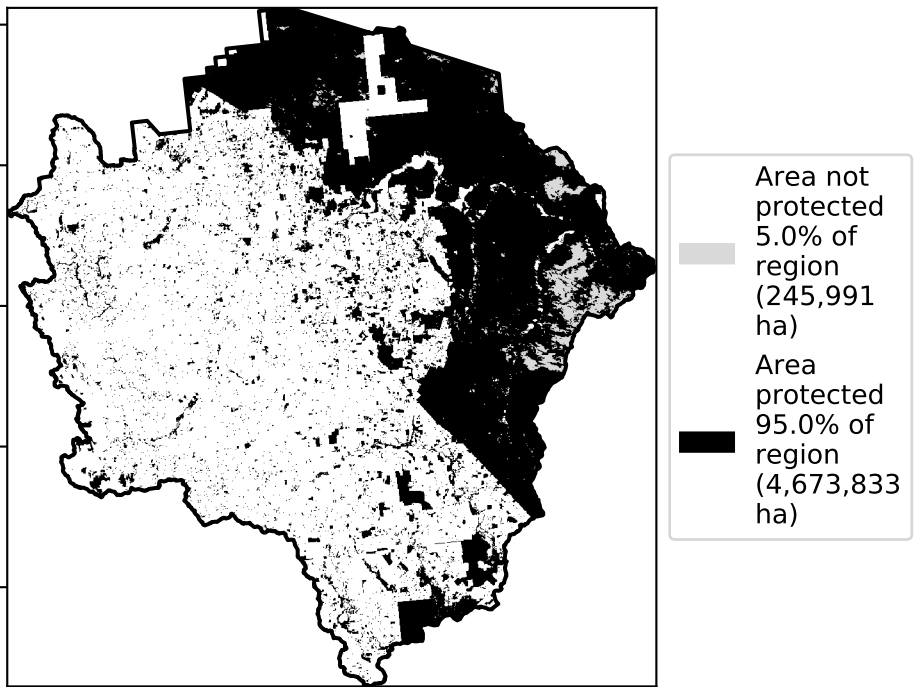 Area not
protected
5.0% of
region
(245,991
ha)
Area
protected
95.0% of
region
(4,673,833
ha)